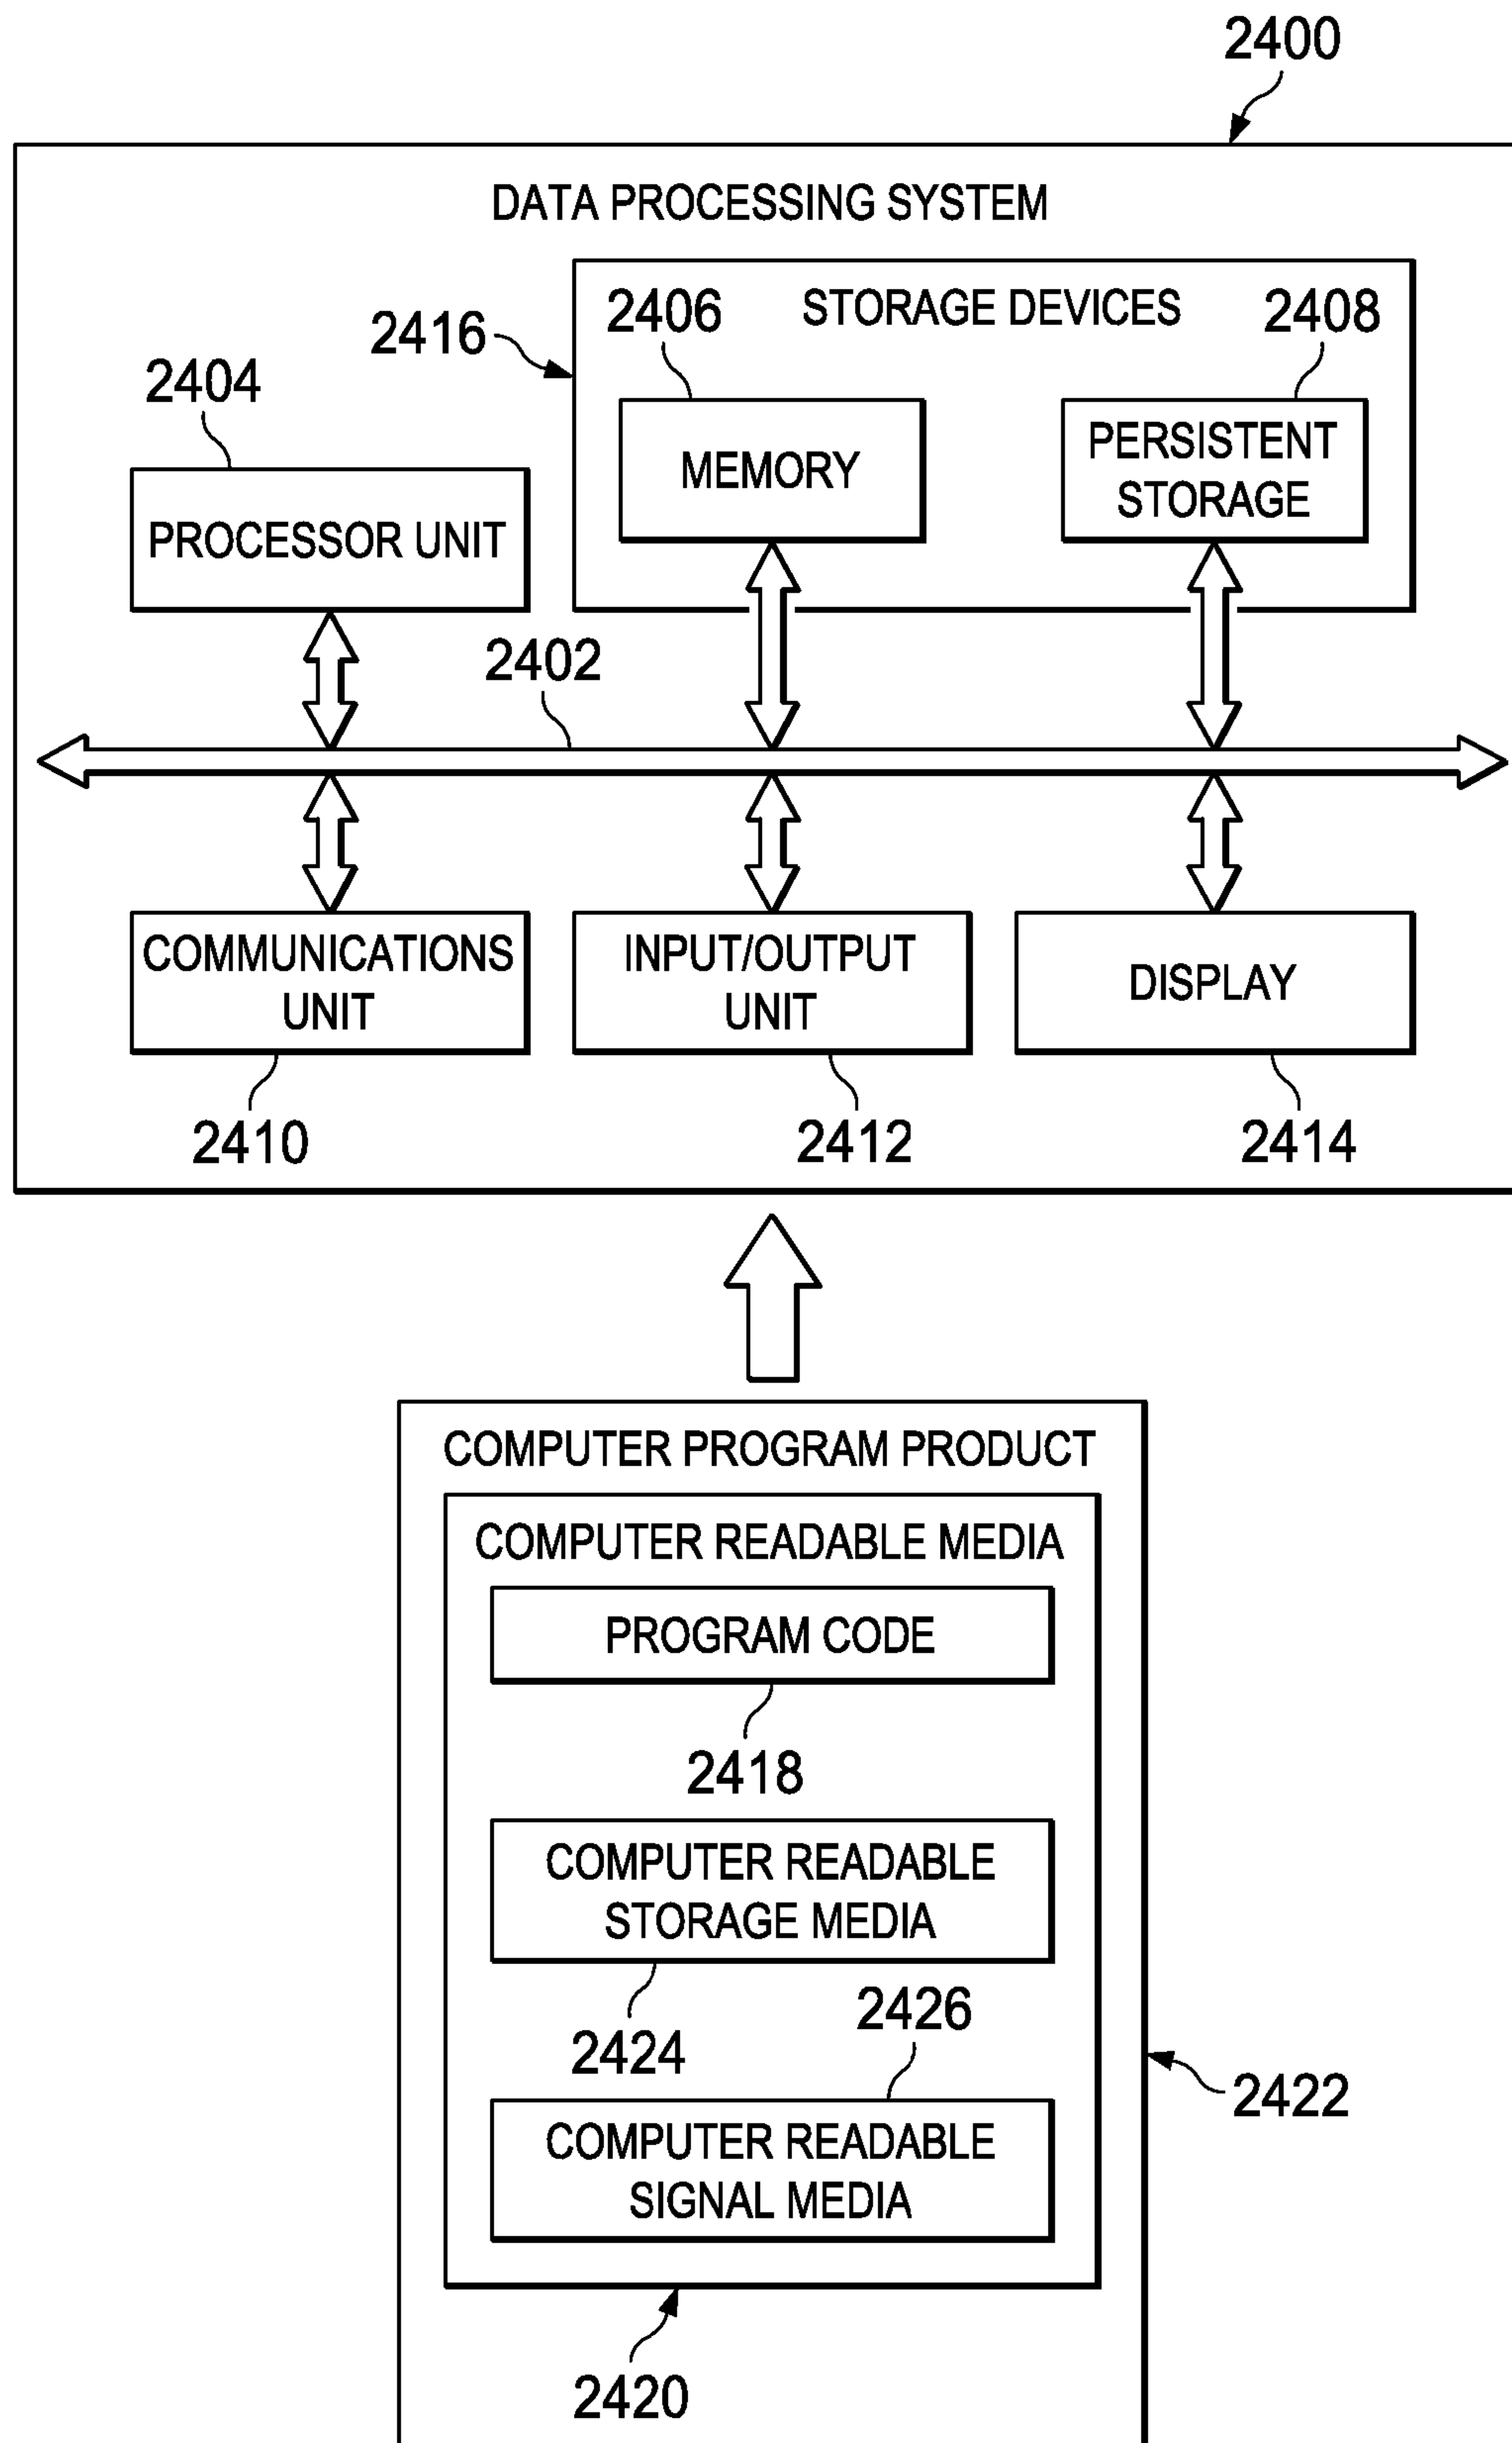 2400
DATA PROCESSING SYSTEM
STORAGE DEVICES
2406
2408
2416
2404
MEMORY
PERSISTENT
STORAGE
PROCESSOR UNIT
2402
COMMUNICATIONS
UNIT
INPUT/OUTPUT
UNIT
DISPLAY
2410
2412
2414
COMPUTER PROGRAM PRODUCT
COMPUTER READABLE MEDIA
PROGRAM CODE
2418
COMPUTER READABLE
STORAGE MEDIA
2424
2426
COMPUTER READABLE
SIGNAL MEDIA
2422
2420